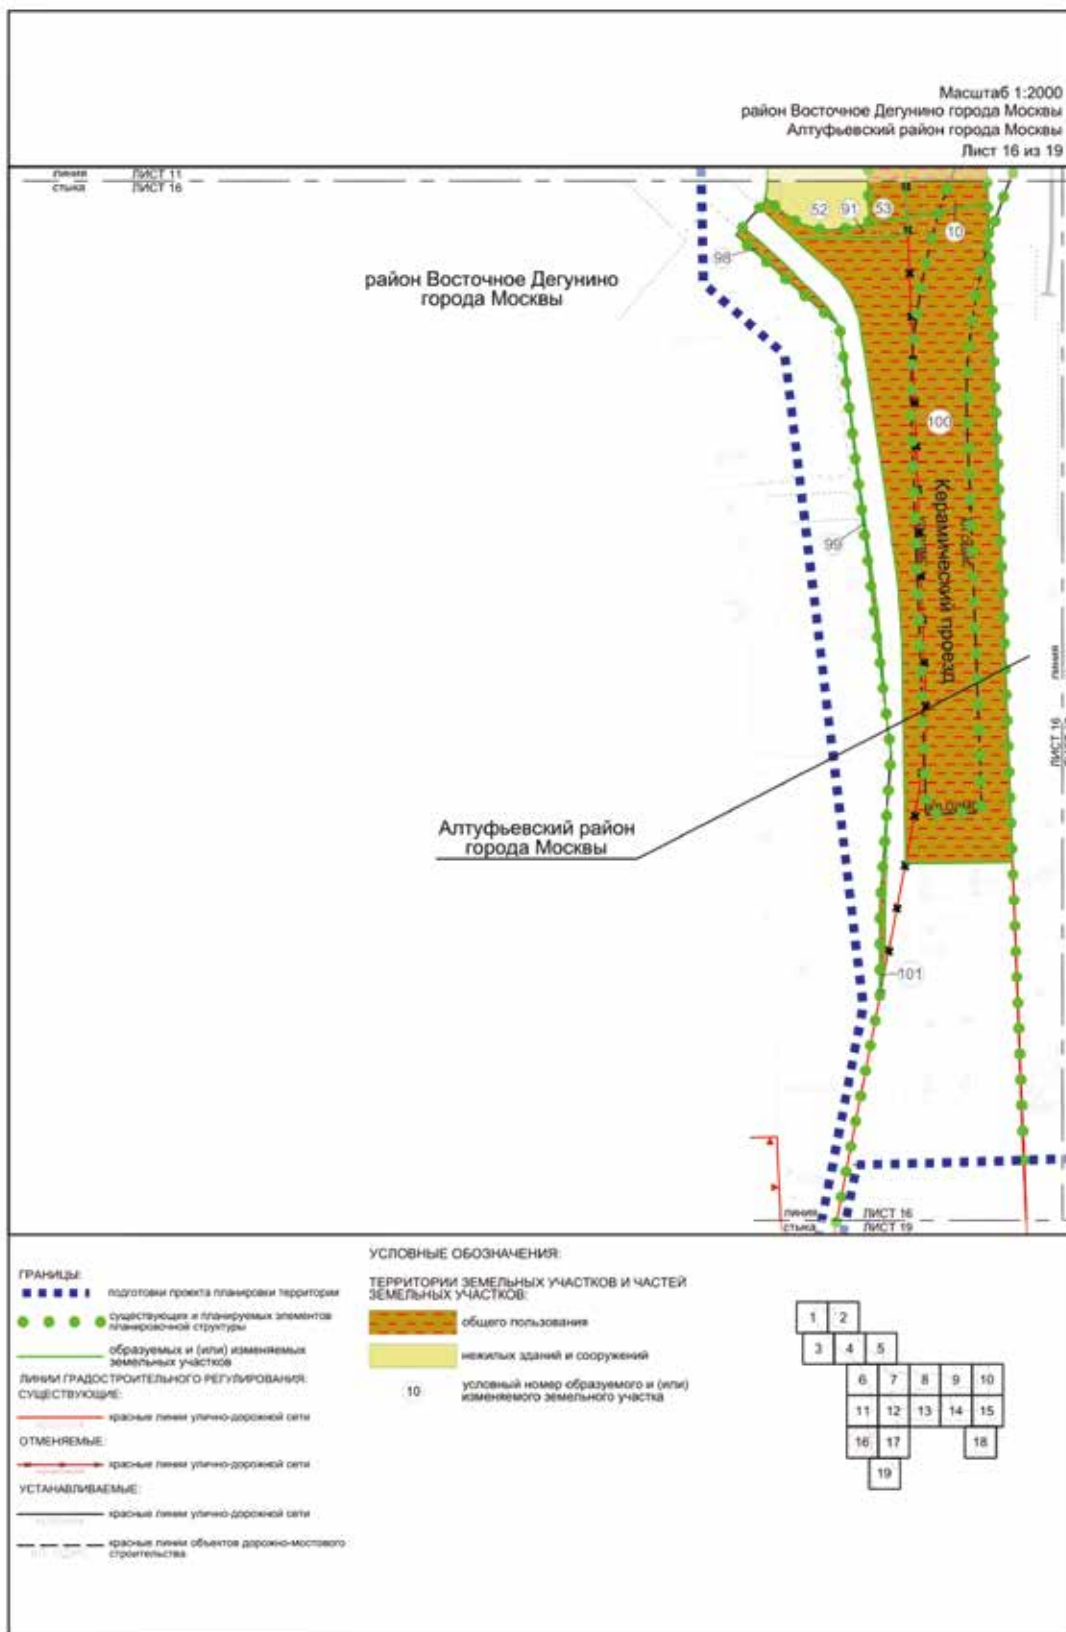 Масштаб 1:2000
район Восточное Дегунино города Москвы
Алтуфьевский район города Москвы
Лист 16 из 19
линия ЛИСТ 11
стыка ЛИСТ 16
52
91
53
10
98
район Восточное Дегунино
города Москвы
100
Керамический проезд
99
линия
ЛИСТ 16
Алтуфьевский район
города Москвы
101
линия ЛИСТ 16
стыка ЛИСТ 19
УСЛОВНЫЕ ОБОЗНАЧЕНИЯ:
ГРАНИЦЫ:
подготовки проекта планировки территории
существующих и планируемых элементов
планировочной структуры
образуемых и (или) изменяемых
земельных участков
ЛИНИИ ГРАДОСТРОИТЕЛЬНОГО РЕГУЛИРОВАНИЯ:
СУЩЕСТВУЮЩИЕ:
красные линии улично-дорожной сети
ОТМЕНЯЕМЫЕ:
красные линии улично-дорожной сети
УСТАНАВЛИВАЕМЫЕ:
красные линии улично-дорожной сети
красные линии объектов дорожно-мостового
строительства
ТЕРРИТОРИИ ЗЕМЕЛЬНЫХ УЧАСТКОВ И ЧАСТЕЙ
ЗЕМЕЛЬНЫХ УЧАСТКОВ:
общего пользования
нежилых зданий и сооружений
10 условный номер образуемого и (или)
изменяемого земельного участка
1 2
3 4 5
6 7 8 9 10
11 12 13 14 15
16 17 18
19